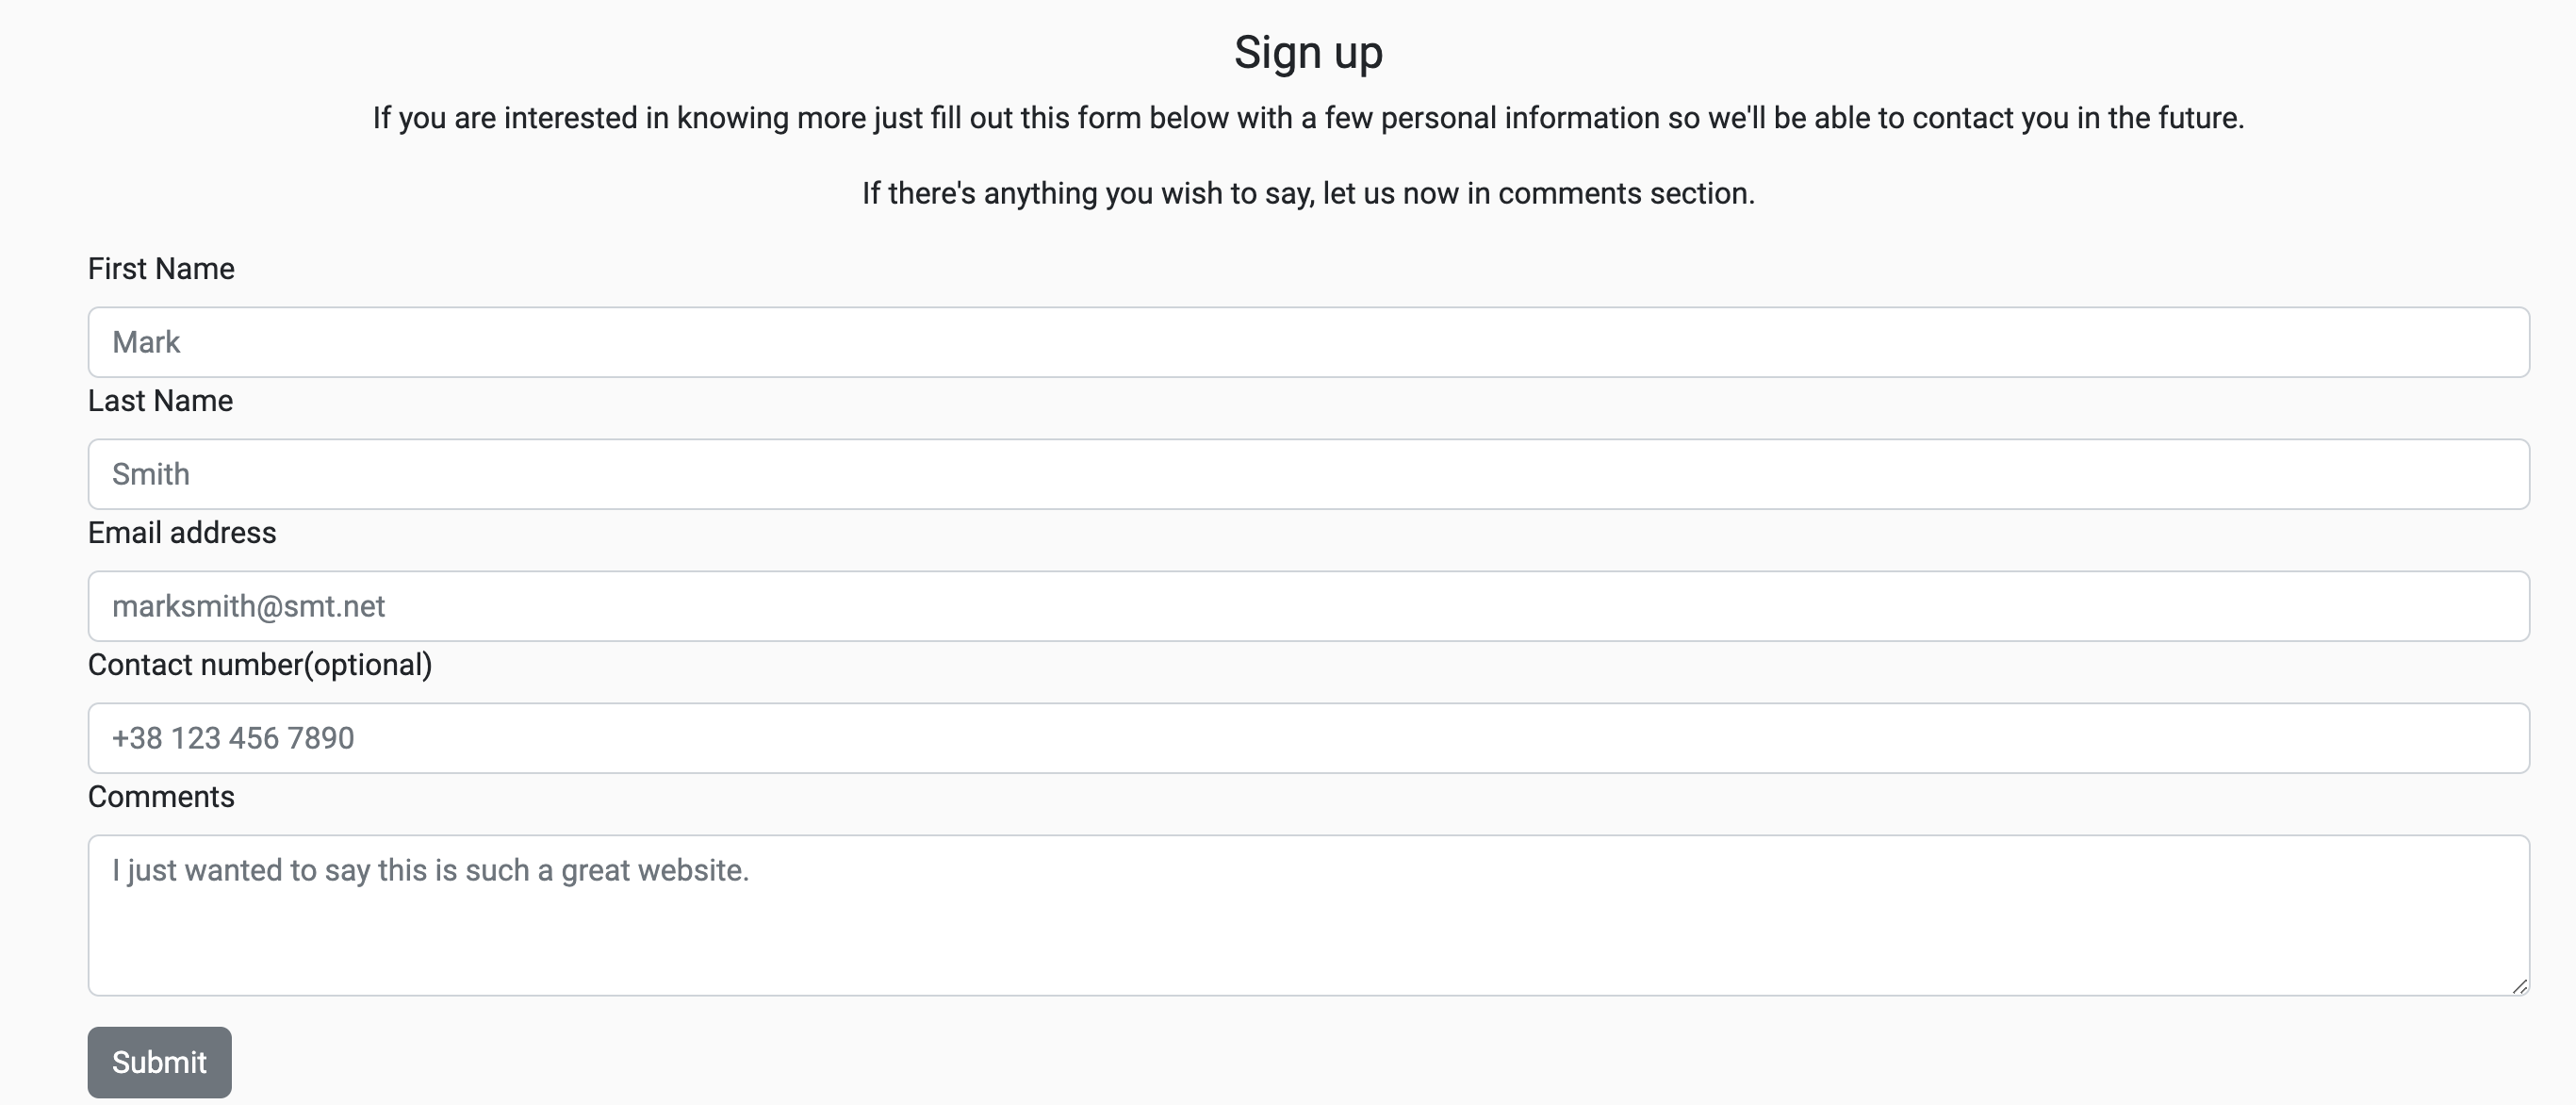 Sign up
If you are interested in knowing more just fill out this form below with a few personal information so we'll be able to contact you in the future.
If there's anything you wish to say, let us now in comments section.
First Name
Mark
Last Name
Smith
Email address
marksmith@smt.net
Contact number(optional)
+38 123 456 7890
Comments
I just wanted to say this is such a great website.
Submit